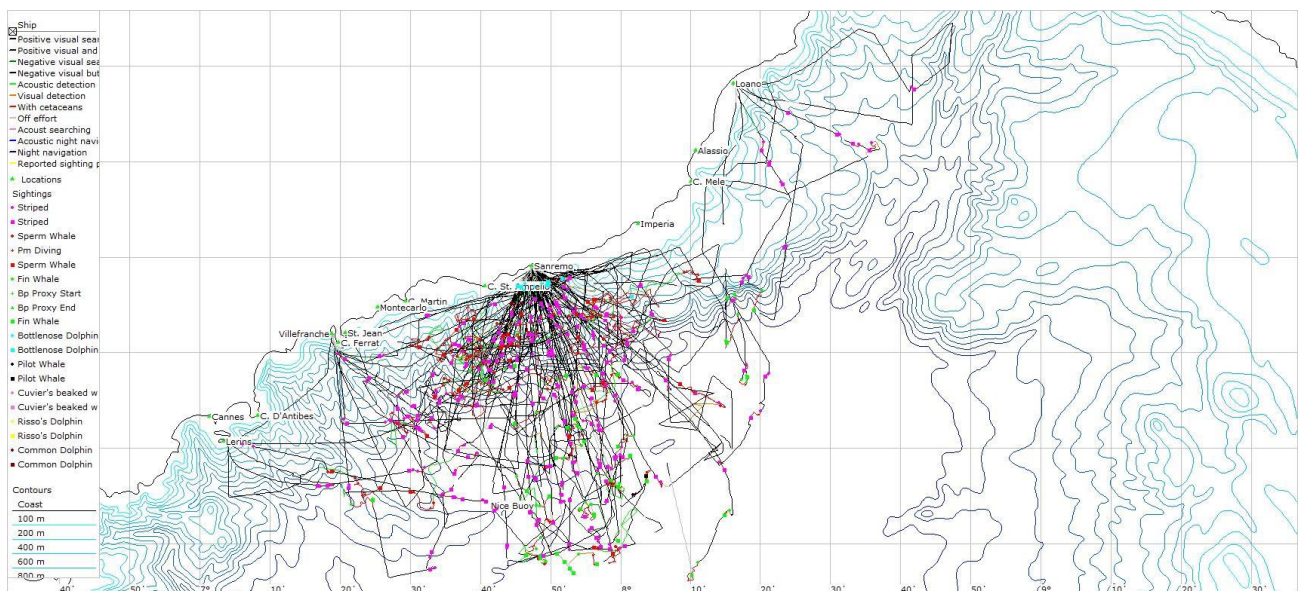 Ship
Positive visual sear
Positive visual and
Negative visual sea
Negative visual but
Acoustic detection
Visual detection
With cetaceans
Off effort
Acoust searching
Acoustic night navi
Night navigation
Reported sighting p
Locations
Sightings
Striped
Striped
Sperm Whale
Pm Diving
Sperm Whale
Fin Whale
Bp Proxy Start
Bp Proxy End
Fin Whale
Bottlenose Dolphin
Bottlenose Dolphin
Pilot Whale
Pilot Whale
Cuvier's beaked w
Cuvier's beaked w
Risso's Dolphin
Risso's Dolphin
Common Dolphin
Common Dolphin
Contours
Coast
100 m
200 m
400 m
600 m
800 m
Loano
Alassio
C. Mele
Imperia
Sanremo
C. St. Ampelio
C. Martin
Montecarlo
Villefranche
St. Jean
C. Ferrat
Cannes
C. D'Antibes
Lerins
Nice Buoy
40' 50' 7° 10' 20' 30' 40' 50' 8° 10' 20' 30' 40' 50' 9° 10' 20' 30'